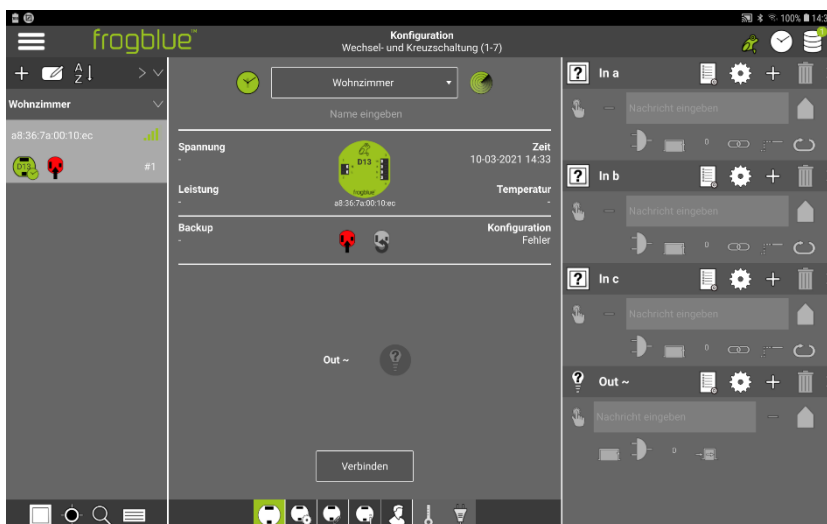 100% 14:3
frogblue™
Konfiguration
Wechsel- und Kreuzschaltung (1-7)
1
A
Z
Wohnzimmer
a8:36:7a:00:10:ec
D13
#1
Wohnzimmer
Name eingeben
Spannung
-
Zeit
10-03-2021 14:33
D13
frogblue
a8:36:7a:00:10:ec
Leistung
-
Temperatur
-
Backup
-
Konfiguration
Fehler
Out ~
Verbinden
In a
Nachricht eingeben
0
In b
Nachricht eingeben
0
In c
Nachricht eingeben
0
Out ~
Nachricht eingeben
0